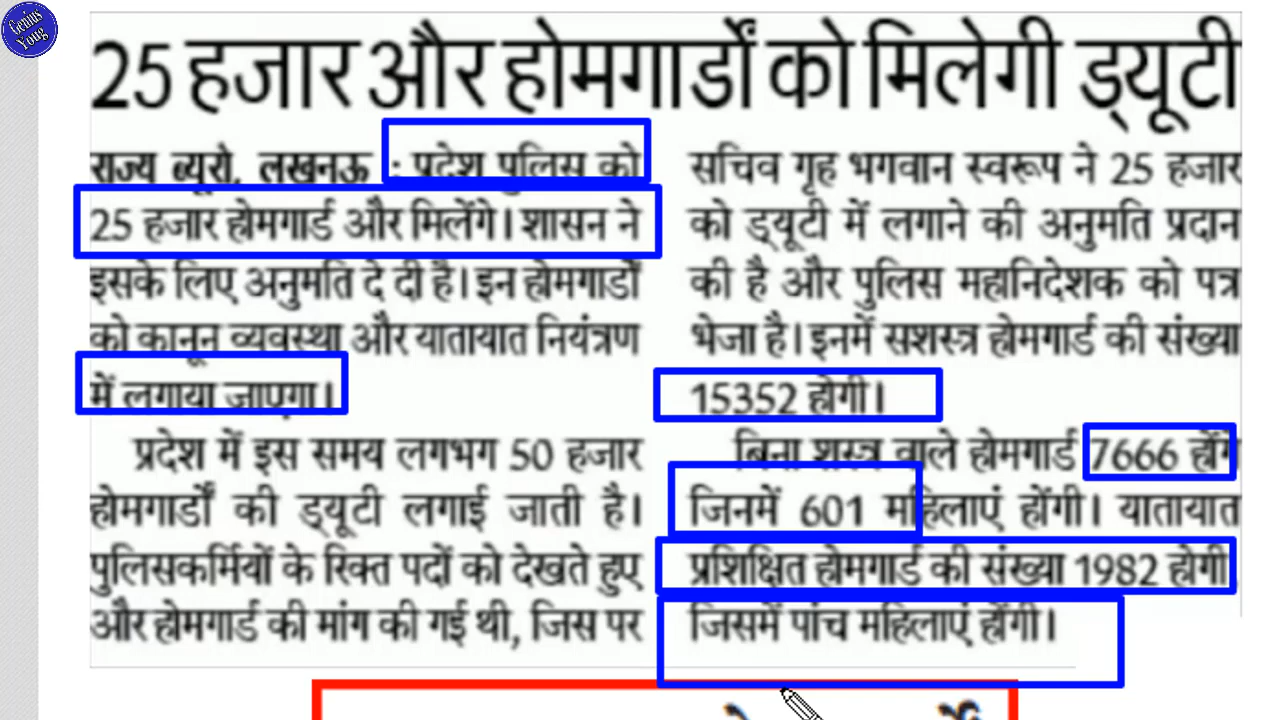 Genius
Youg
25 हजार और होमगार्डों को मिलेगी ड्यूटी
राज्य ब्यूरो, लखनऊ : प्रदेश पुलिस को
25 हजार होमगार्ड और मिलेंगे। शासन ने
इसके लिए अनुमति दे दी है। इन होमगार्डों
को कानून व्यवस्था और यातायात नियंत्रण
में लगाया जाएगा।
प्रदेश में इस समय लगभग 50 हजार
होमगार्डों की ड्यूटी लगाई जाती है।
पुलिसकर्मियों के रिक्त पदों को देखते हुए
और होमगार्ड की मांग की गई थी, जिस पर
सचिव गृह भगवान स्वरूप ने 25 हजार
को ड्यूटी में लगाने की अनुमति प्रदान
की है और पुलिस महानिदेशक को पत्र
भेजा है। इनमें सशस्त्र होमगार्ड की संख्या
15352 होगी।
बिना शस्त्र वाले होमगार्ड 7666 होंगे
जिनमें 601 महिलाएं होंगी। यातायात
प्रशिक्षित होमगार्ड की संख्या 1982 होगी
जिसमें पांच महिलाएं होंगी।